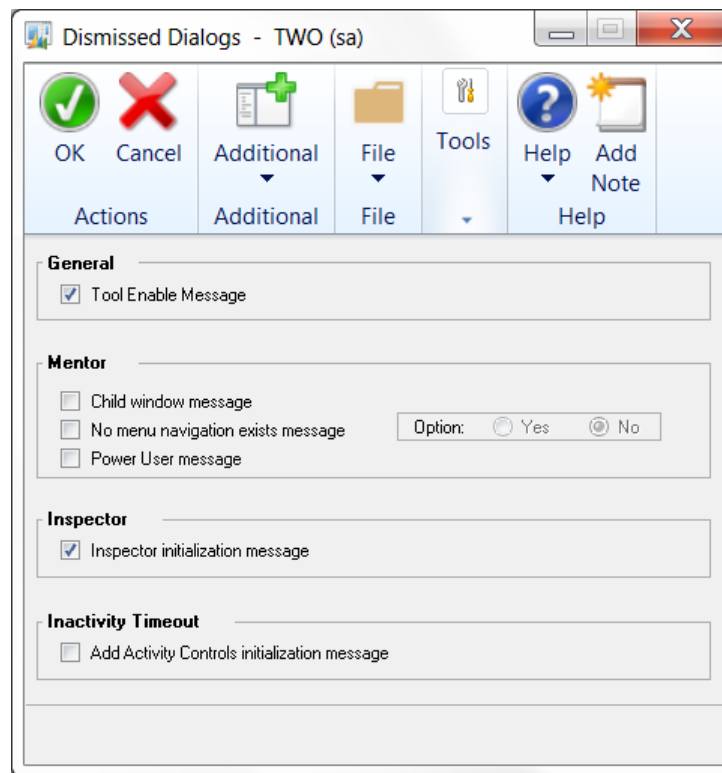 Dismissed Dialogs - TWO (sa)
OK Cancel Additional File Tools Help Add Note
Actions Additional File Help
General
Tool Enable Message
Mentor
Child window message
No menu navigation exists message Option: Yes No
Power User message
Inspector
Inspector initialization message
Inactivity Timeout
Add Activity Controls initialization message